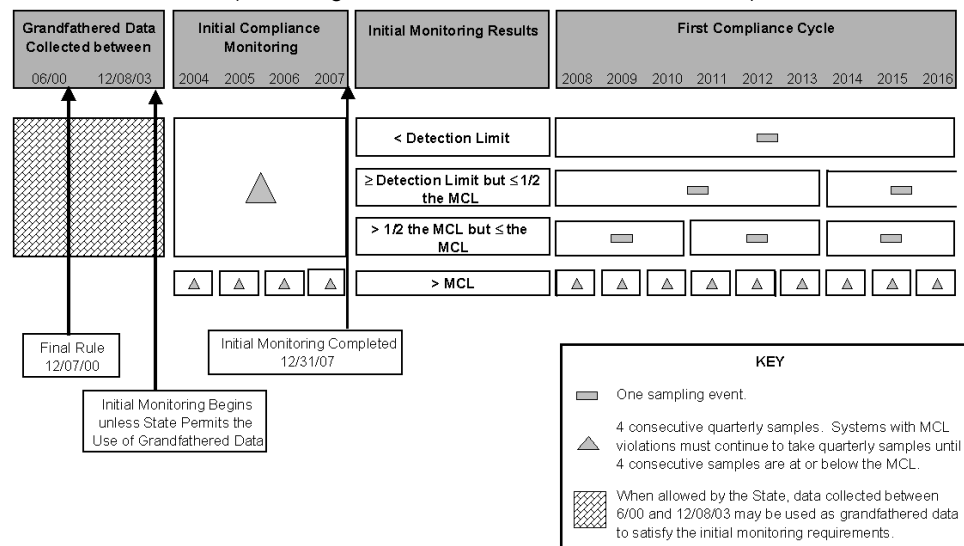 Grandfathered Data
Collected between
06/00 12/08/03
Initial Compliance
Monitoring
2004 2005 2006 2007
Initial Monitoring Results
First Compliance Cycle
2008 2009 2010 2011 2012 2013 2014 2015 2016
< Detection Limit
≥ Detection Limit but ≤ 1/2
the MCL
> 1/2 the MCL but ≤ the
MCL
> MCL
Final Rule
12/07/00
Initial Monitoring Completed
12/31/07
Initial Monitoring Begins
unless State Permits the
Use of Grandfathered Data
KEY
One sampling event.
4 consecutive quarterly samples. Systems with MCL
violations must continue to take quarterly samples until
4 consecutive samples are at or below the MCL.
When allowed by the State, data collected between
6/00 and 12/08/03 may be used as grandfathered data
to satisfy the initial monitoring requirements.